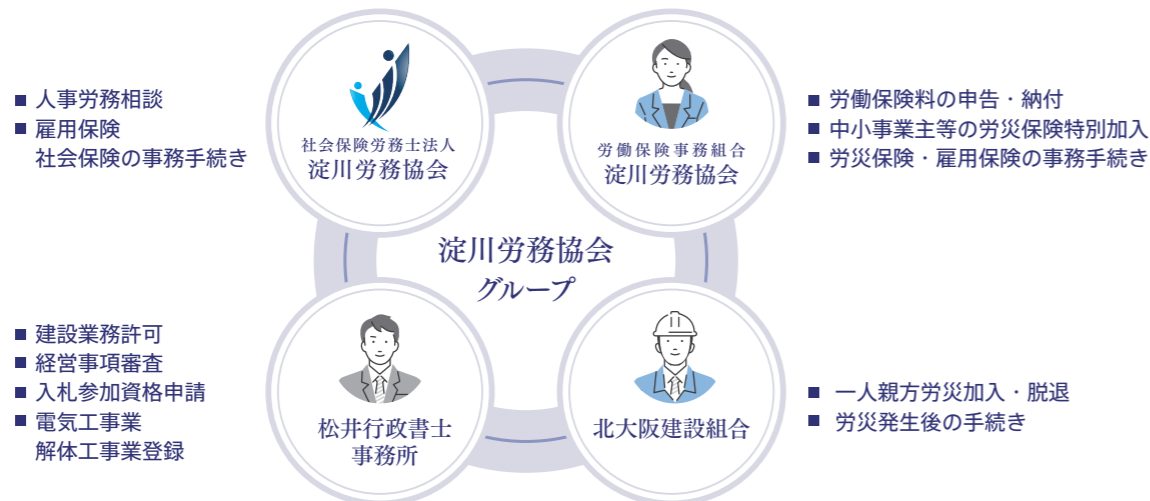 ■ 人事労務相談
■ 雇用保険
社会保険の事務手続き
社会保険労務士法人
淀川労務協会
労働保険事務組合
淀川労務協会
■ 労働保険料の申告・納付
■ 中小事業主等の労災保険特別加入
■ 労災保険・雇用保険の事務手続き
淀川労務協会
グループ
■ 建設業務許可
■ 経営事項審査
■ 入札参加資格申請
■ 電気工事業
解体工事業登録
松井行政書士
事務所
北大阪建設組合
■ 一人親方労災加入・脱退
■ 労災発生後の手続き